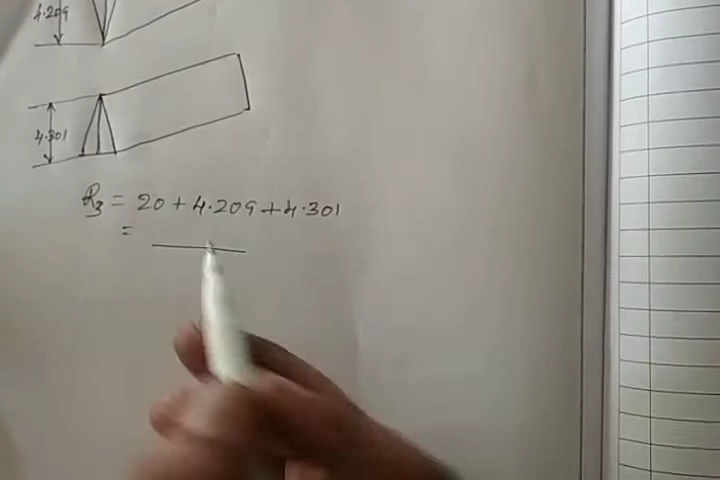 4.209
4.301
R3 = 20 + 4.209 + 4.301
=